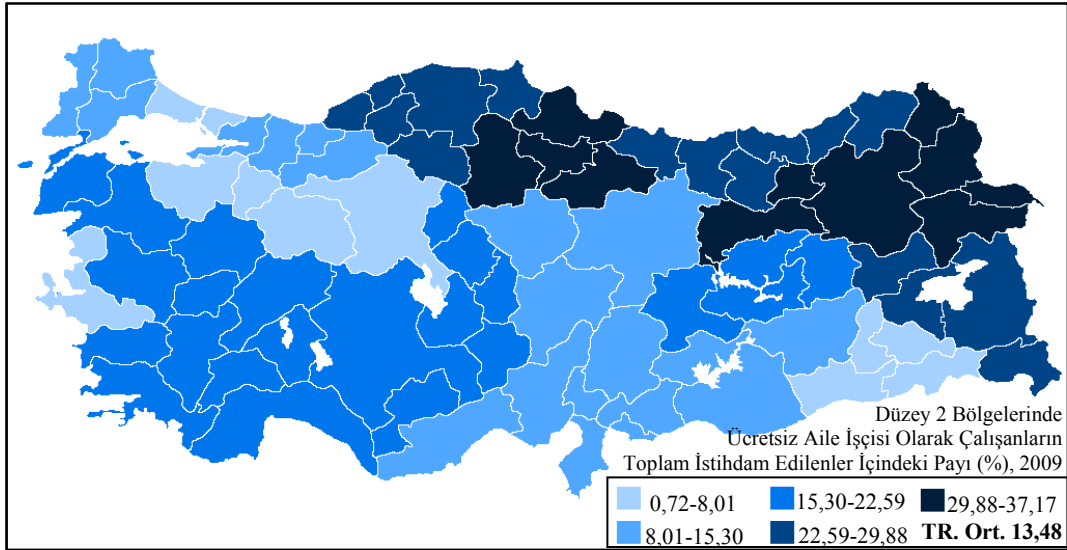 Düzey 2 Bölgelerinde
Ücretsiz Aile İşçisi Olarak Çalışanların
Toplam İstihdam Edilenler İçindeki Payı (%), 2009
0,72-8,01 15,30-22,59 29,88-37,17
8,01-15,30 22,59-29,88 TR. Ort. 13,48